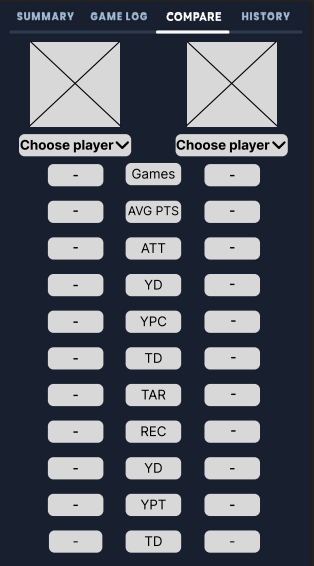 SUMMARY GAME LOG COMPARE HISTORY
Choose player Choose player
- Games -
- AVG PTS -
- ATT -
- YD -
- YPC -
- TD -
- TAR -
- REC -
- YD -
- YPT -
- TD -